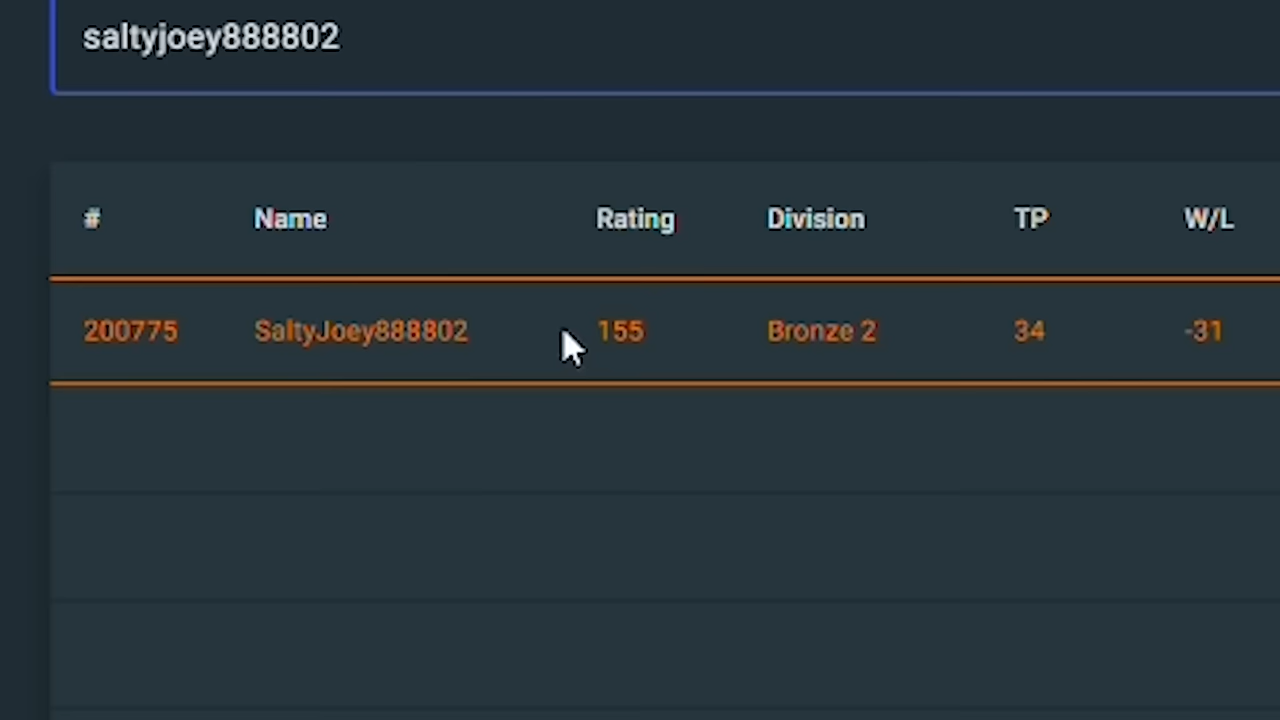 saltyjoey888802
# Name Rating Division TP W/L
200775 SaltyJoey888802 155 Bronze 2 34 -31